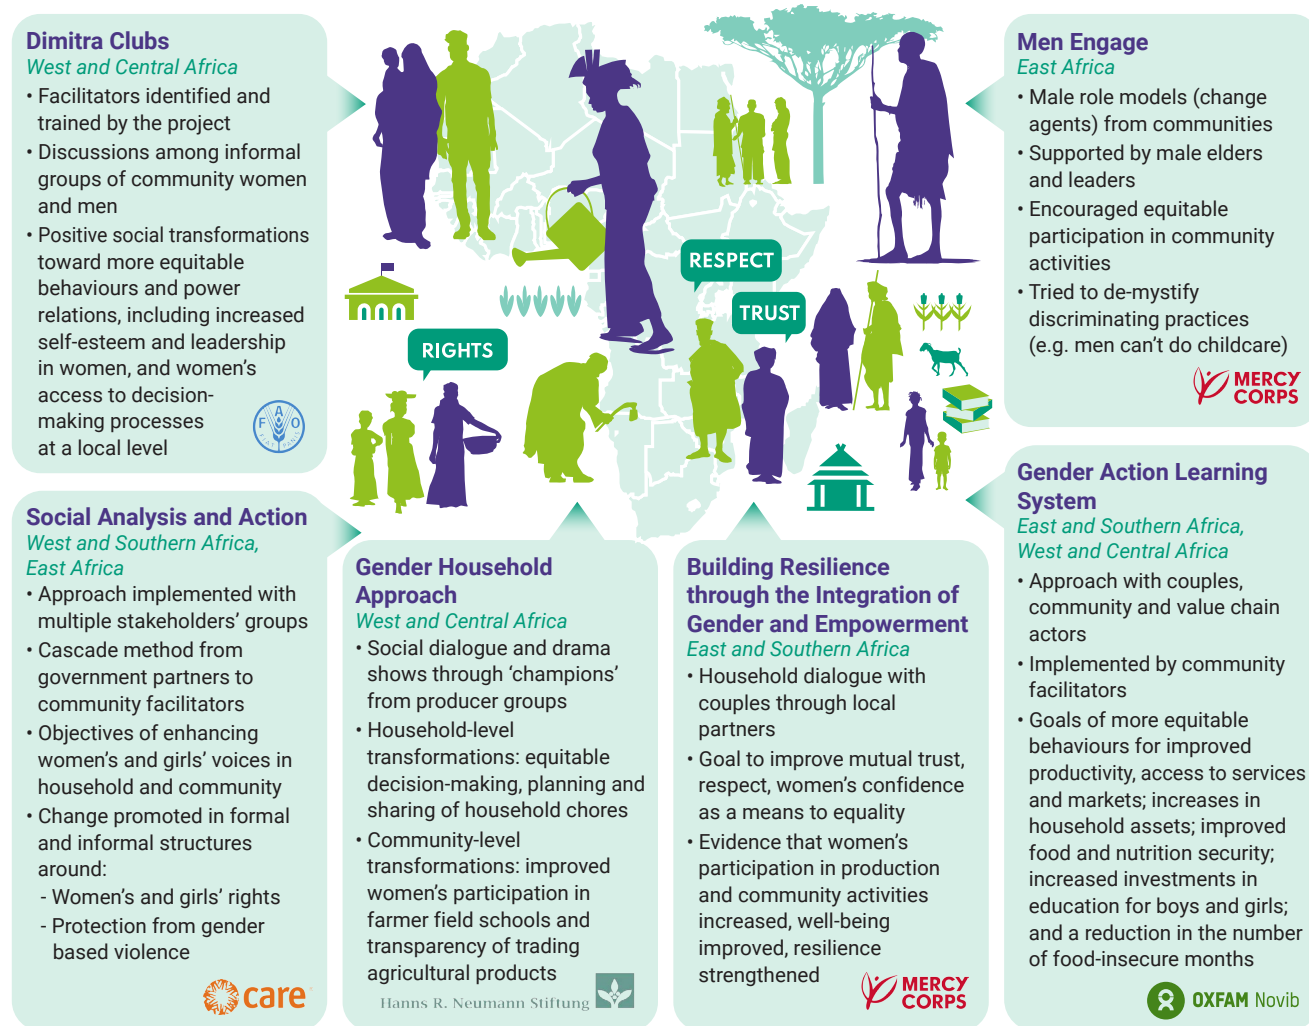 Dimitra Clubs
West and Central Africa
• Facilitators identified and
trained by the project
• Discussions among informal
groups of community women
and men
• Positive social transformations
toward more equitable
behaviours and power
relations, including increased
self-esteem and leadership
in women, and women’s
access to decision-
making processes
at a local level
F A O
FIAT PANIS
Social Analysis and Action
West and Southern Africa,
East Africa
• Approach implemented with
multiple stakeholders’ groups
• Cascade method from
government partners to
community facilitators
• Objectives of enhancing
women’s and girls’ voices in
household and community
• Change promoted in formal
and informal structures
around:
- Women’s and girls’ rights
- Protection from gender
based violence
care
RESPECT
TRUST
RIGHTS
Gender Household
Approach
West and Central Africa
• Social dialogue and drama
shows through ‘champions’
from producer groups
• Household-level
transformations: equitable
decision-making, planning and
sharing of household chores
• Community-level
transformations: improved
women’s participation in
farmer field schools and
transparency of trading
agricultural products
Hanns R. Neumann Stiftung
Building Resilience
through the Integration of
Gender and Empowerment
East and Southern Africa
• Household dialogue with
couples through local
partners
• Goal to improve mutual trust,
respect, women’s confidence
as a means to equality
• Evidence that women’s
participation in production
and community activities
increased, well-being
improved, resilience
strengthened
MERCY
CORPS
Men Engage
East Africa
• Male role models (change
agents) from communities
• Supported by male elders
and leaders
• Encouraged equitable
participation in community
activities
• Tried to de-mystify
discriminating practices
(e.g. men can’t do childcare)
MERCY
CORPS
Gender Action Learning
System
East and Southern Africa,
West and Central Africa
• Approach with couples,
community and value chain
actors
• Implemented by community
facilitators
• Goals of more equitable
behaviours for improved
productivity, access to services
and markets; increases in
household assets; improved
food and nutrition security;
increased investments in
education for boys and girls;
and a reduction in the number
of food-insecure months
OXFAM Novib